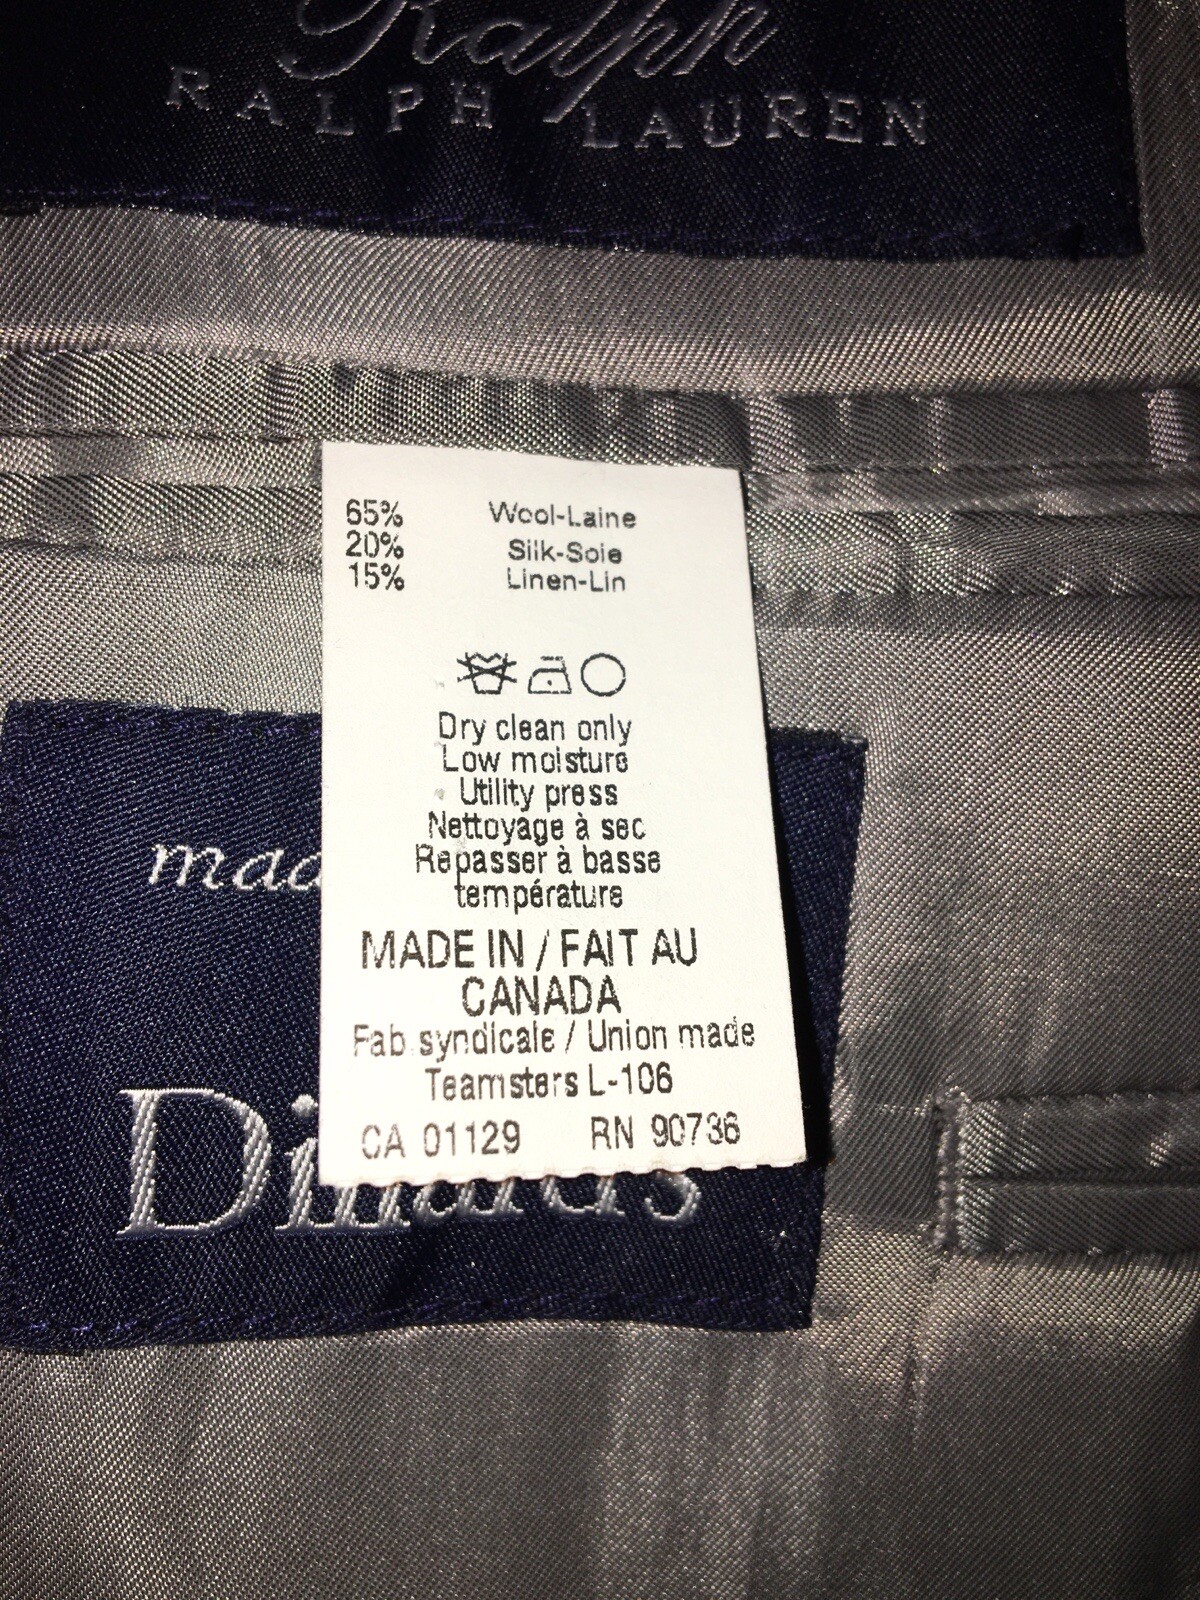 Ralph
RALPH LAUREN
65% Wool-Laine
20% Silk-Soie
15% Linen-Lin
Dry clean only
Low moisture
Utility press
Nettoyage à sec
Repasser à basse
température
MADE IN / FAIT AU
CANADA
Fab syndicale / Union made
Teamsters L-106
CA 01129 RN 90736
Dillard's